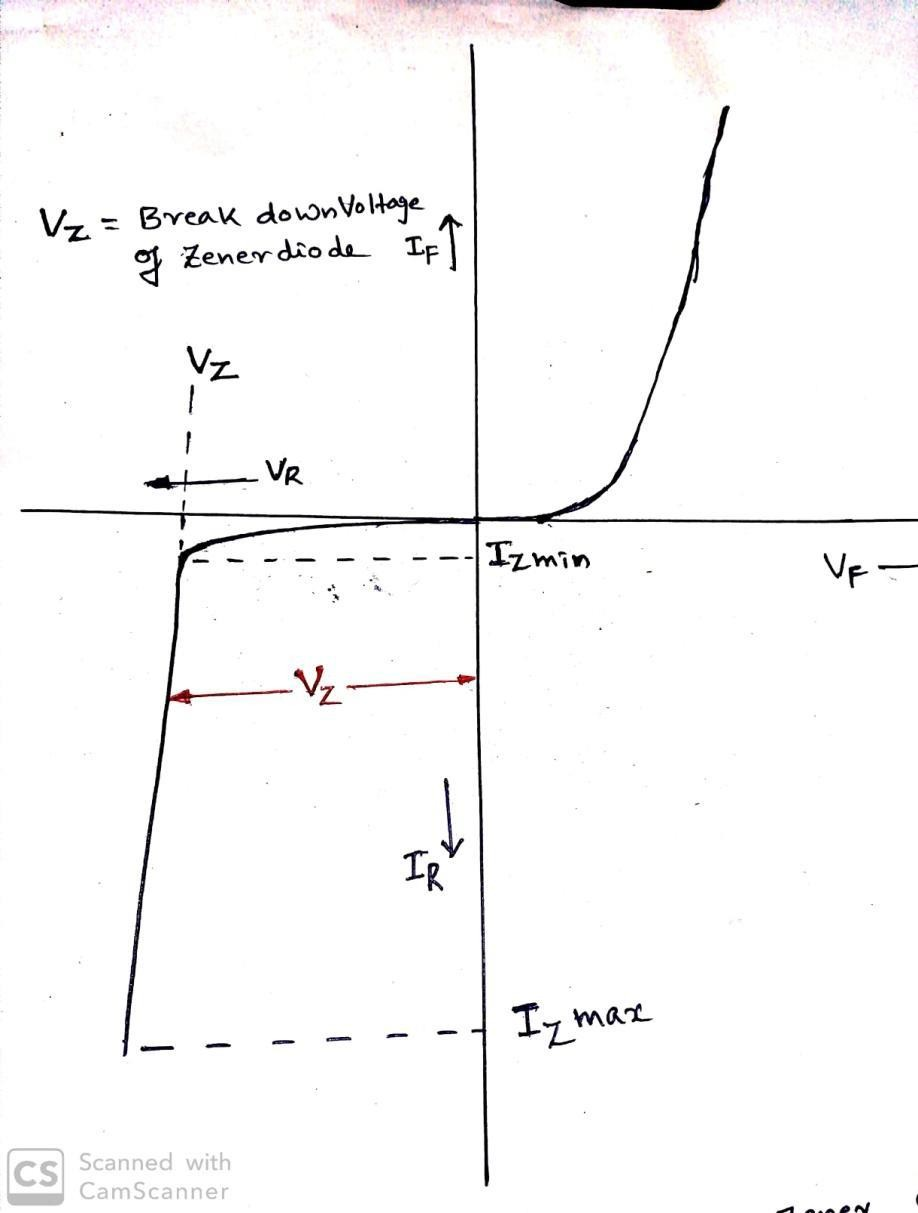 Vz = Break down Voltage
of Zener diode
IF
Vz
VR
Izmin
VF
Vz
IR
Iz max
CS
Scanned with
CamScanner